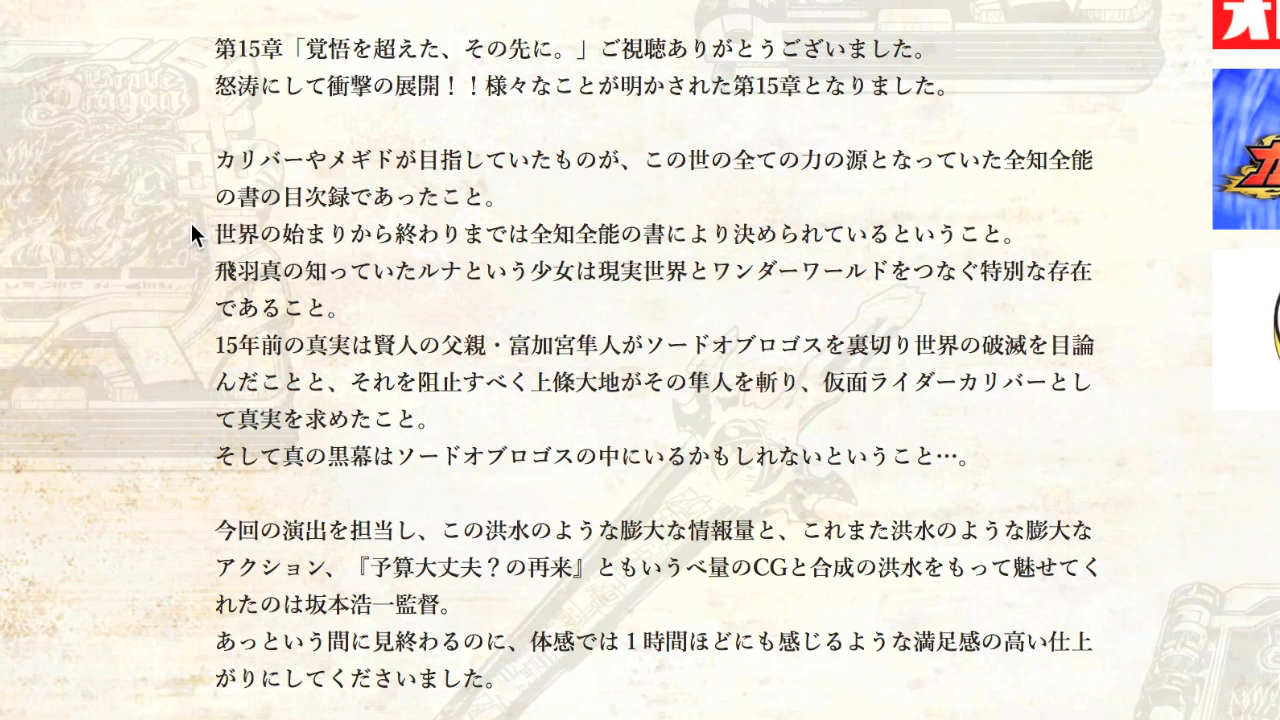 第15章「覚悟を超えた、その先に。」ご視聴ありがとうございました。
怒涛にして衝撃の展開！！様々なことが明かされた第15章となりました。
カリバーやメギドが目指していたものが、この世の全ての力の源となっていた全知全能
の書の目次録であったこと。
世界の始まりから終わりまでは全知全能の書により決められているということ。
飛羽真の知っていたルナという少女は現実世界とワンダーワールドをつなぐ特別な存在
であること。
15年前の真実は賢人の父親・富加宮隼人がソードオブロゴスを裏切り世界の破滅を目論
んだことと、それを阻止すべく上條大地がその隼人を斬り、仮面ライダーカリバーとし
て真実を求めたこと。
そして真の黒幕はソードオブロゴスの中にいるかもしれないということ…。
今回の演出を担当し、この洪水のような膨大な情報量と、これまた洪水のような膨大な
アクション、『予算大丈夫？の再来』ともいうべ量のCGと合成の洪水をもって魅せてく
れたのは坂本浩一監督。
あっという間に見終わるのに、体感では１時間ほどにも感じるような満足感の高い仕上
がりにしてくださいました。
Brave
Dragon
オ